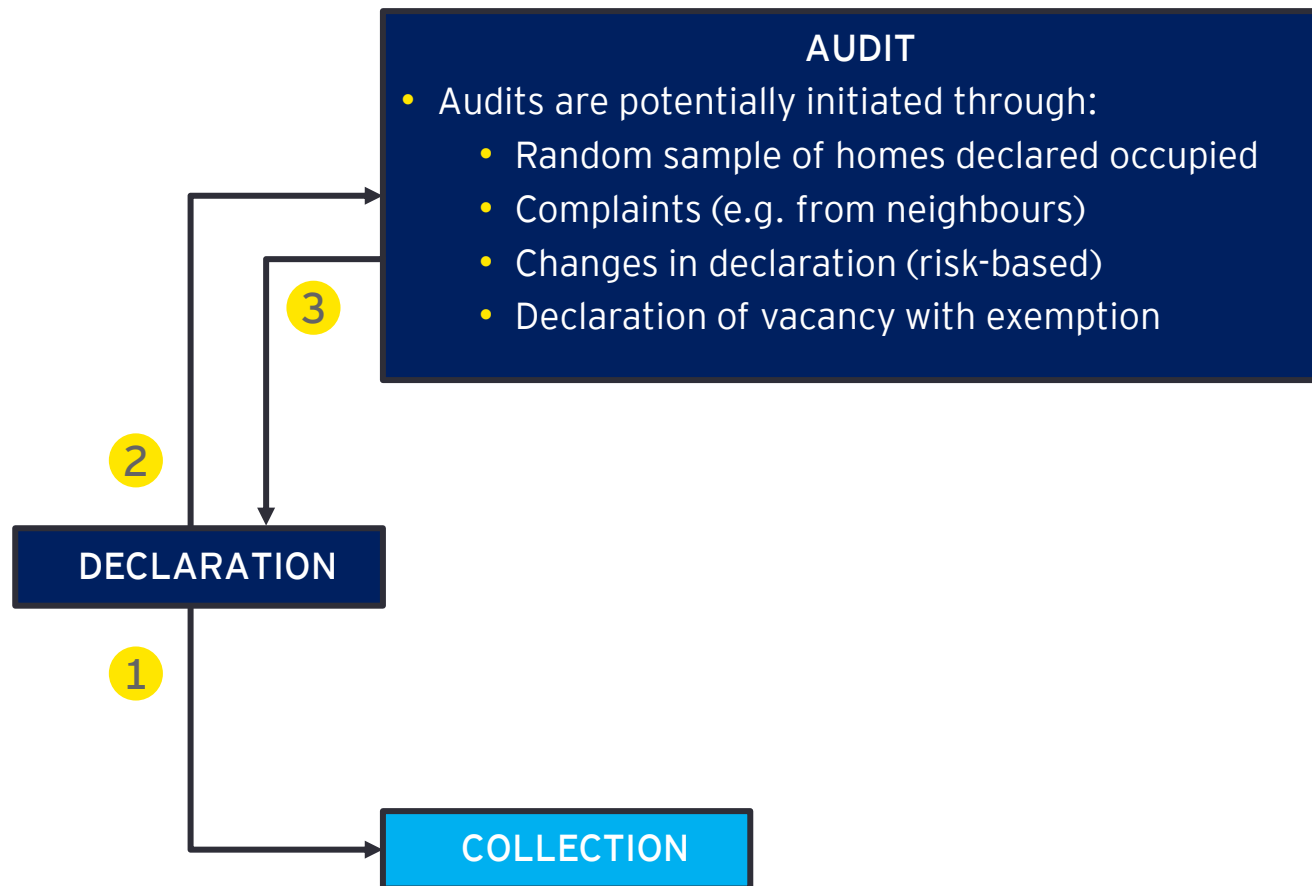 AUDIT
• Audits are potentially initiated through:
• Random sample of homes declared occupied
• Complaints (e.g. from neighbours)
• Changes in declaration (risk-based)
• Declaration of vacancy with exemption
3
2
DECLARATION
1
COLLECTION